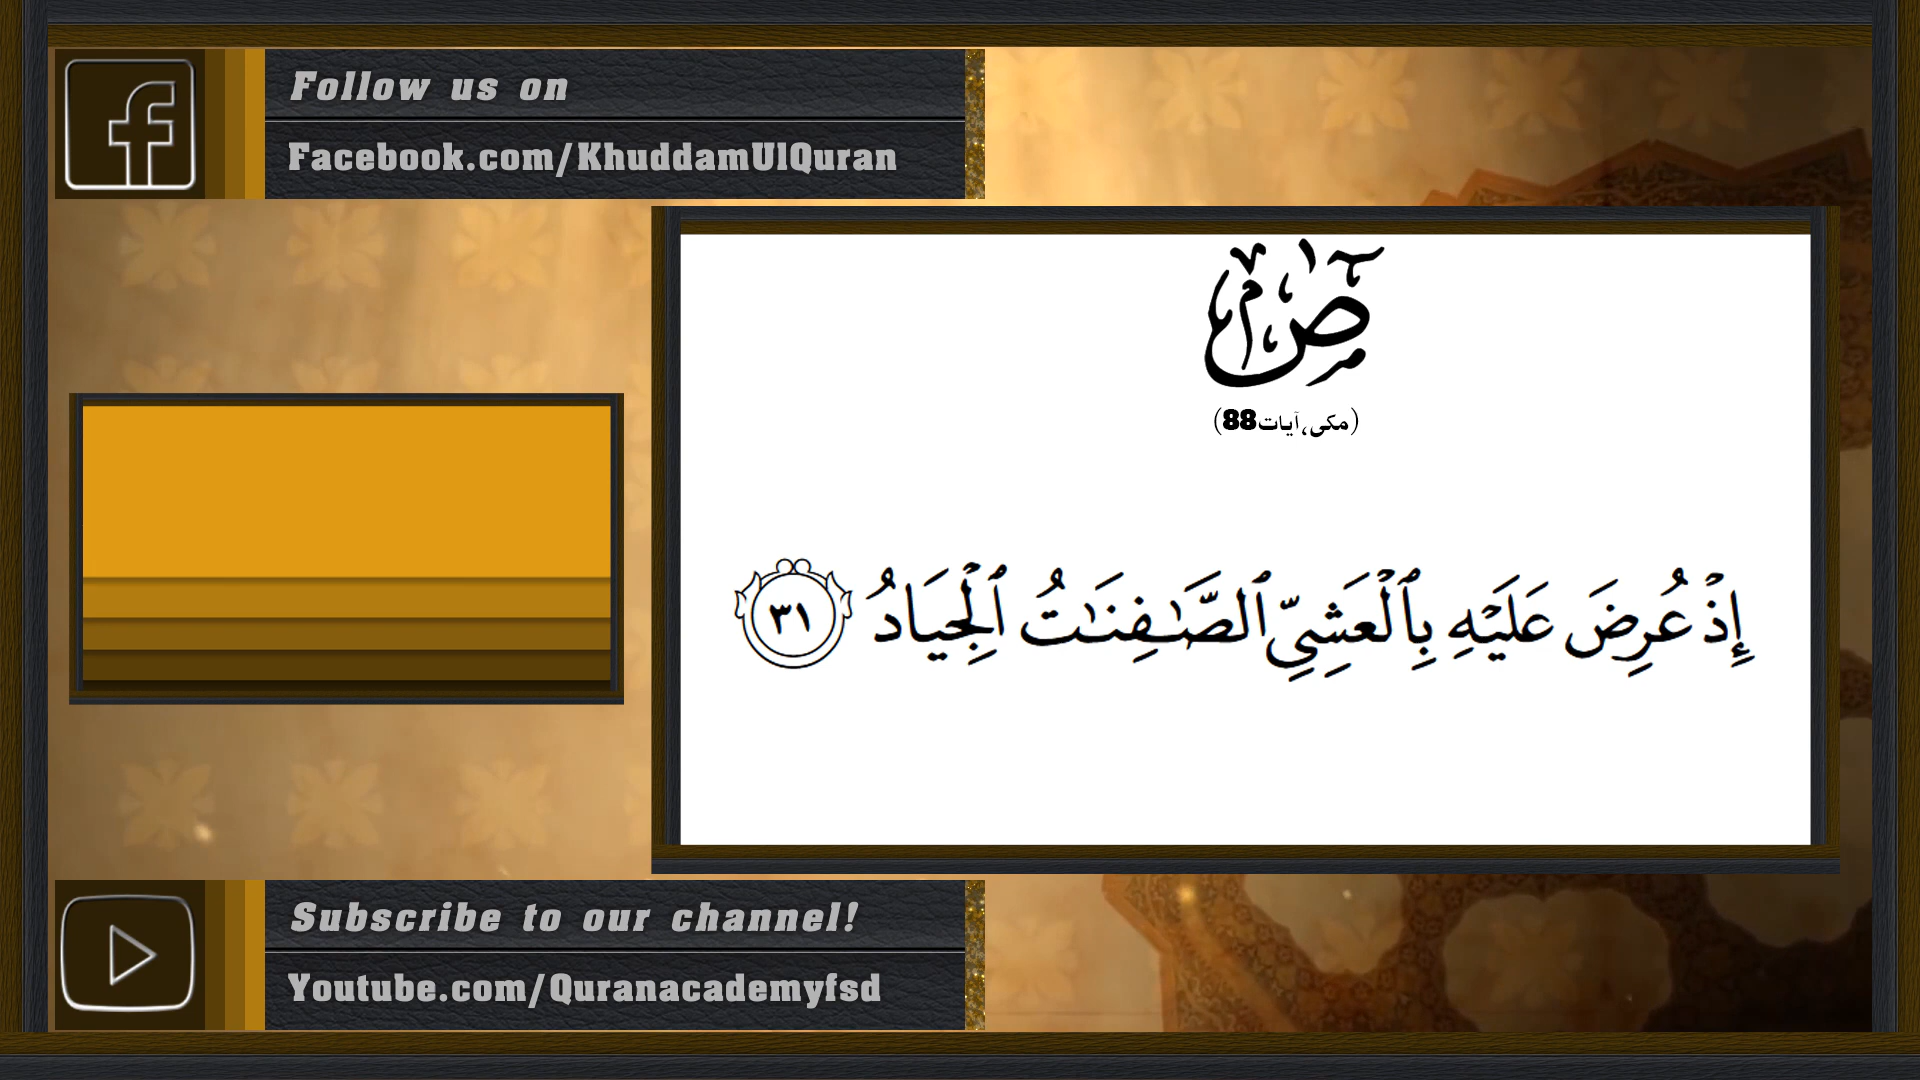 Follow us on
Facebook.com/KhuddamUlQuran
صٓ
(مکی، آیات 88)
إِذْ عُرِضَ عَلَيْهِ بِٱلْعَشِىِّ ٱلصَّـٰفِنَـٰتُ ٱلْجِيَادُ ٣١
Subscribe to our channel!
Youtube.com/Quranacademyfsd